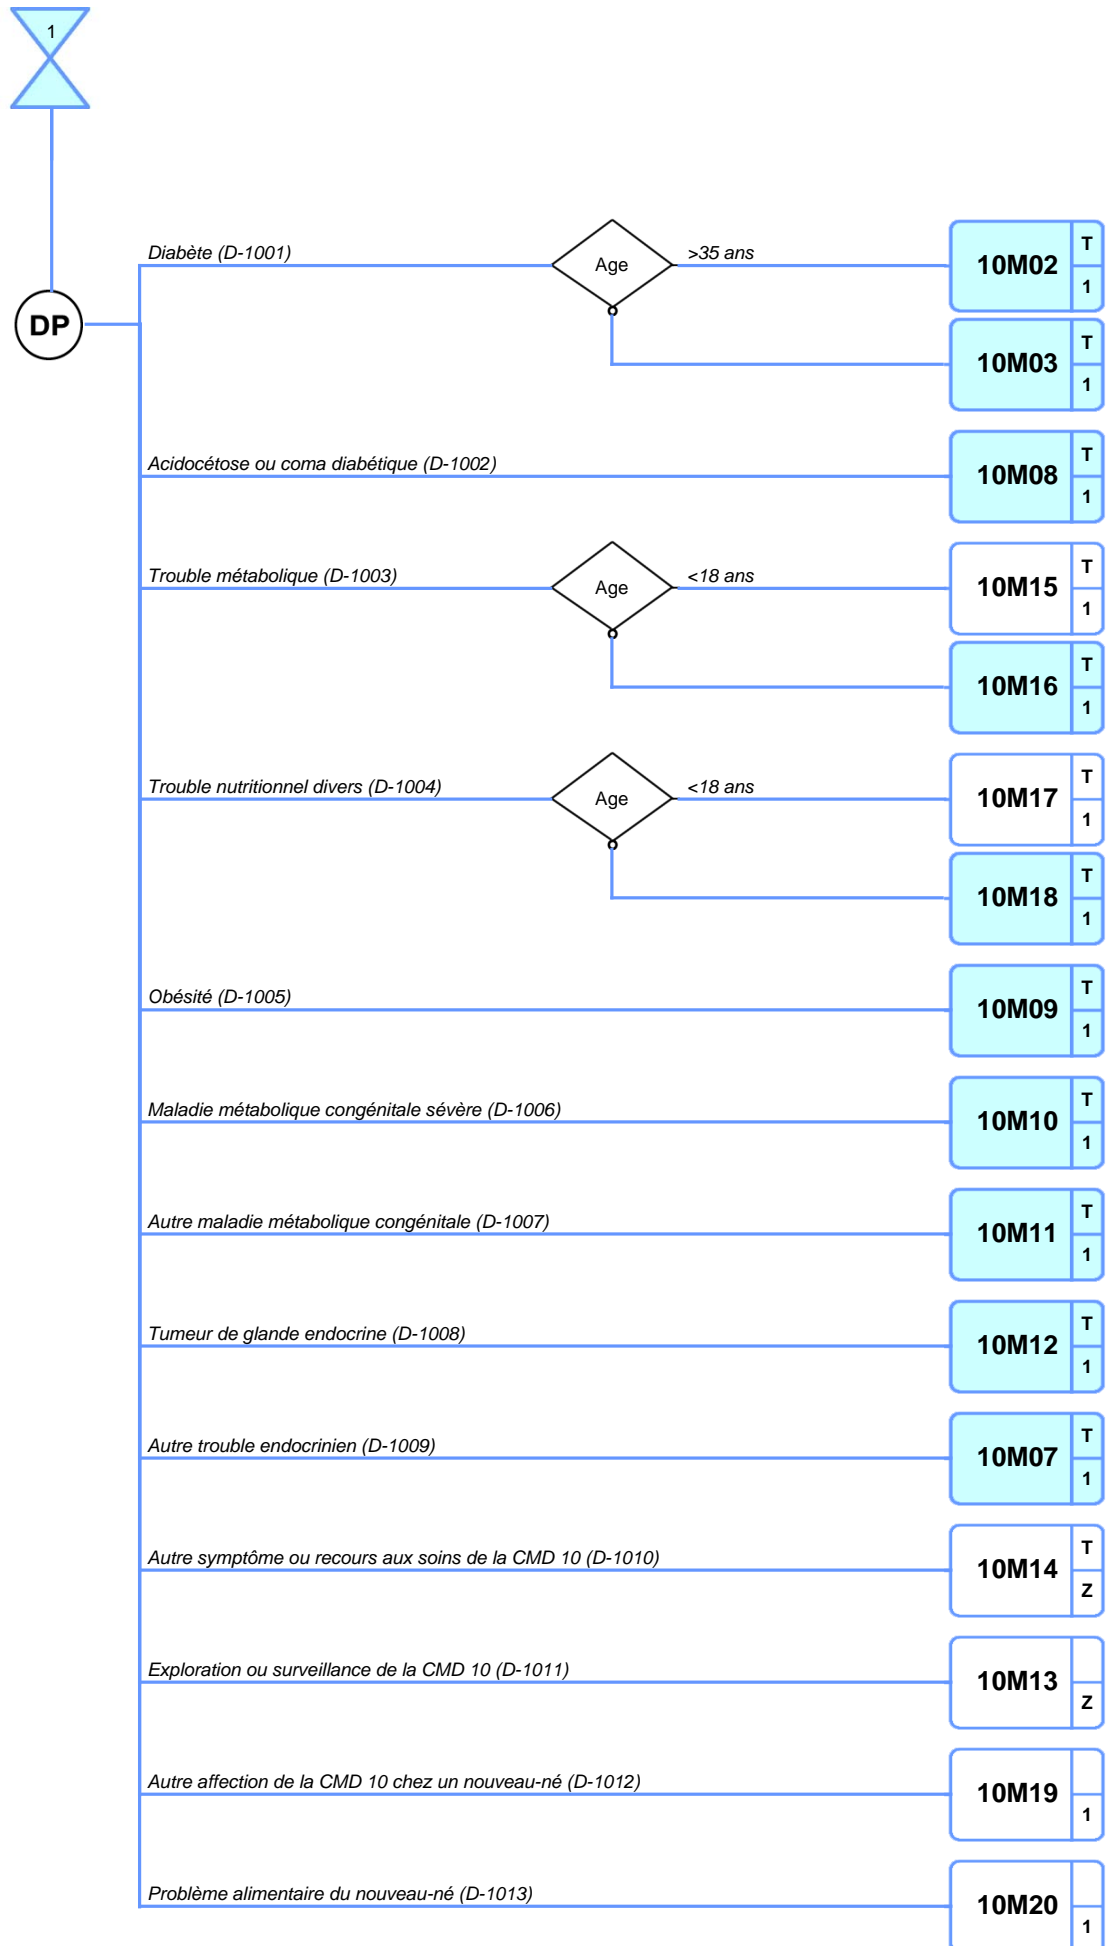 1
DP
Diabète (D-1001)
Age
>35 ans
10M02
T
1
10M03
T
1
Acidocétose ou coma diabétique (D-1002)
10M08
T
1
Trouble métabolique (D-1003)
Age
<18 ans
10M15
T
1
10M16
T
1
Trouble nutritionnel divers (D-1004)
Age
<18 ans
10M17
T
1
10M18
T
1
Obésité (D-1005)
10M09
T
1
Maladie métabolique congénitale sévère (D-1006)
10M10
T
1
Autre maladie métabolique congénitale (D-1007)
10M11
T
1
Tumeur de glande endocrine (D-1008)
10M12
T
1
Autre trouble endocrinien (D-1009)
10M07
T
1
Autre symptôme ou recours aux soins de la CMD 10 (D-1010)
10M14
T
Z
Exploration ou surveillance de la CMD 10 (D-1011)
10M13
Z
Autre affection de la CMD 10 chez un nouveau-né (D-1012)
10M19
1
Problème alimentaire du nouveau-né (D-1013)
10M20
1